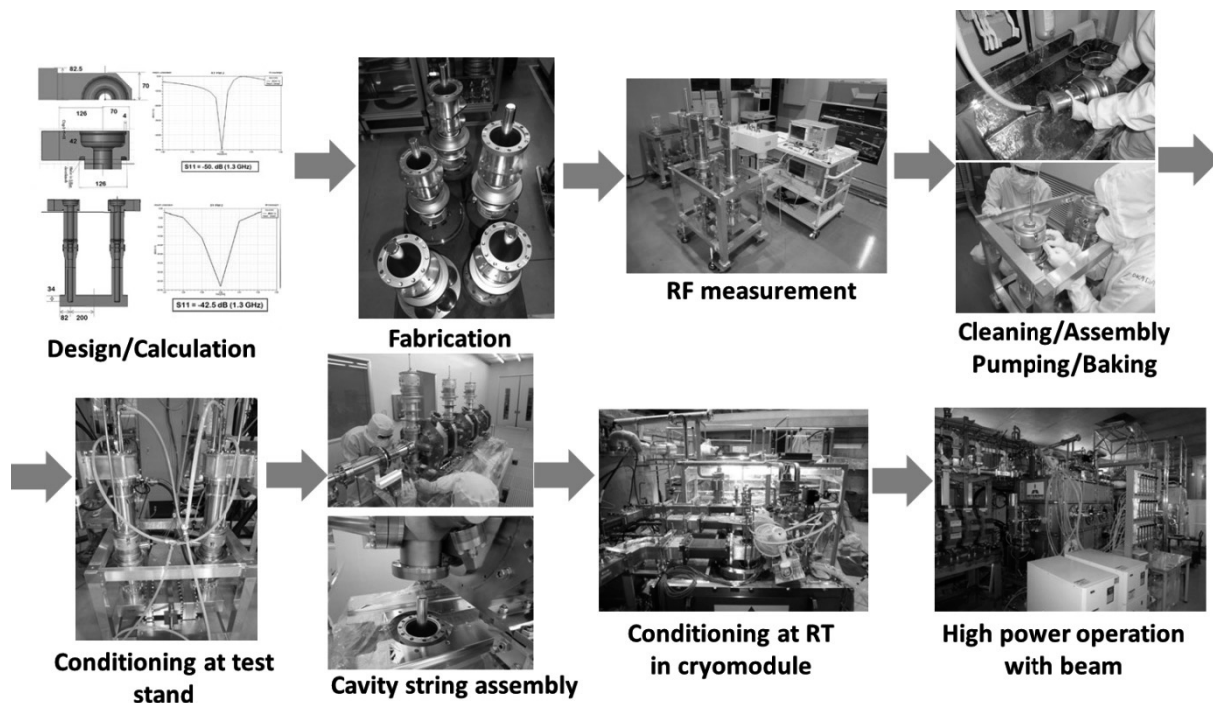 82.5
70
126
70
4
42
126
S11 = -50. dB (1.3 GHz)
34
82
200
S11 = -42.5 dB (1.3 GHz)
Design/Calculation
Fabrication
RF measurement
Cleaning/Assembly
Pumping/Baking
Conditioning at test
stand
Cavity string assembly
Conditioning at RT
in cryomodule
High power operation
with beam